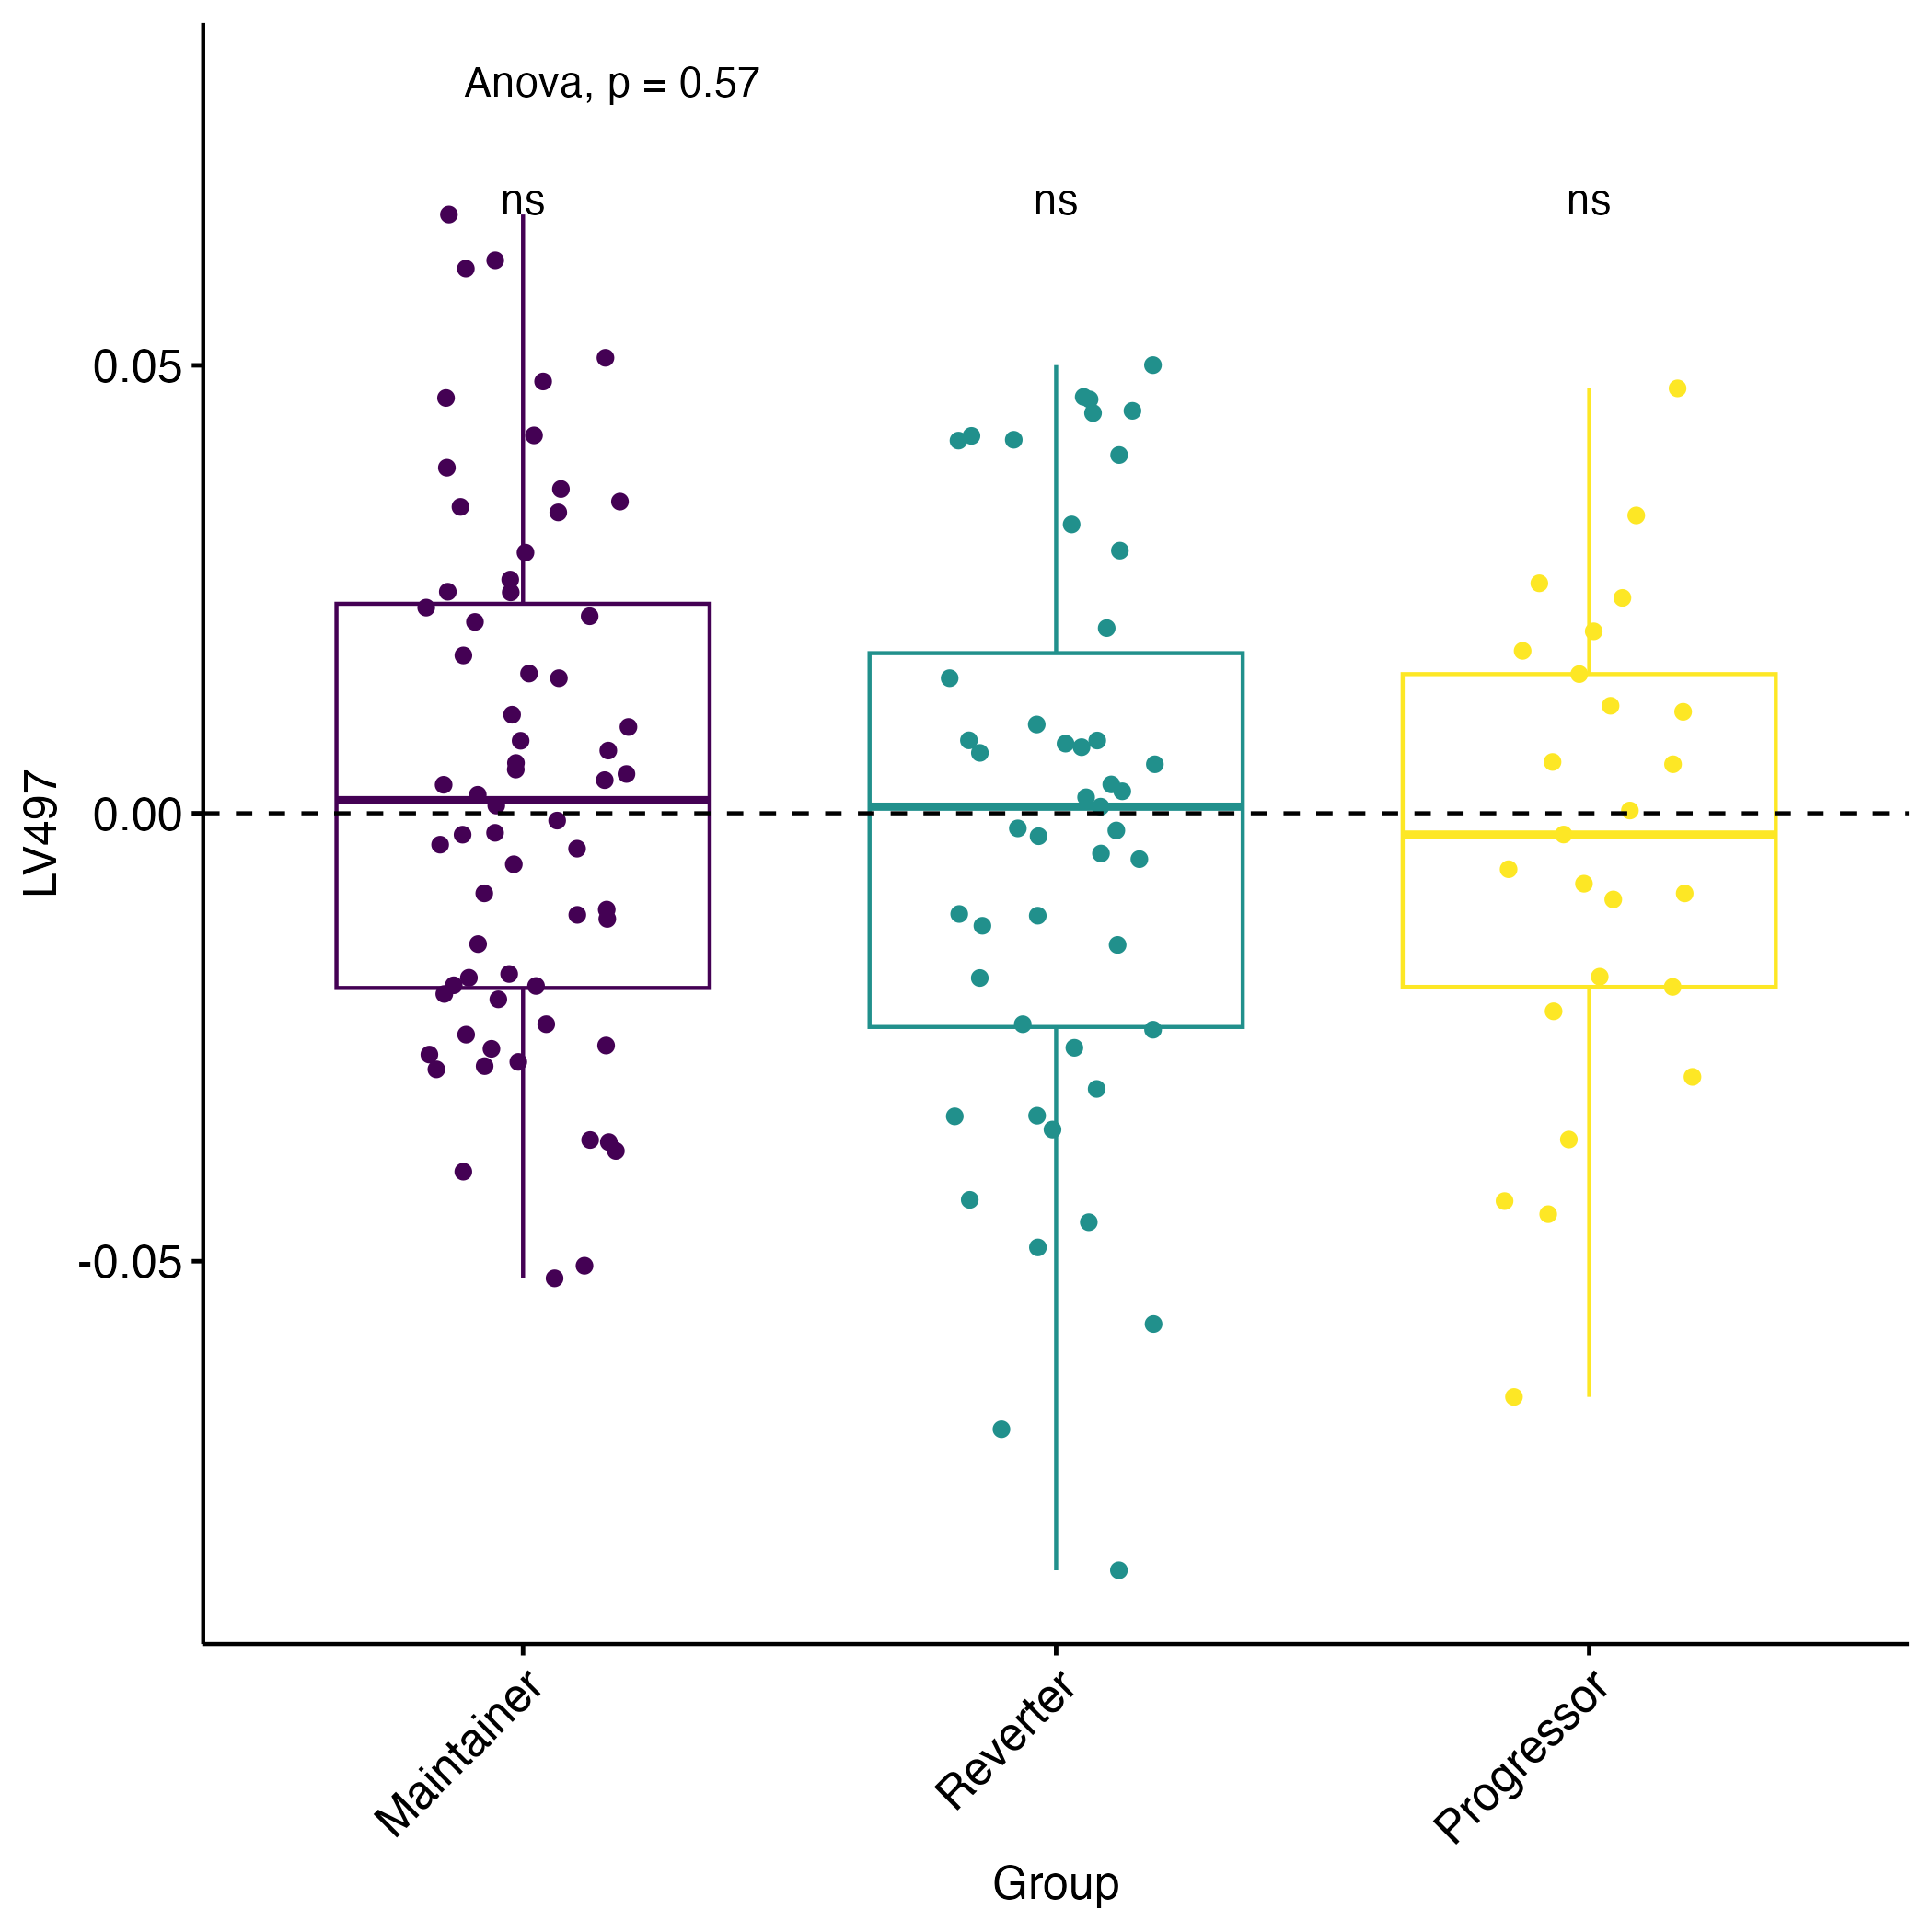 Anova, p = 0.57
ns
ns
ns
0.05
0.00
-0.05
LV497
Maintainer
Reverter
Progressor
Group